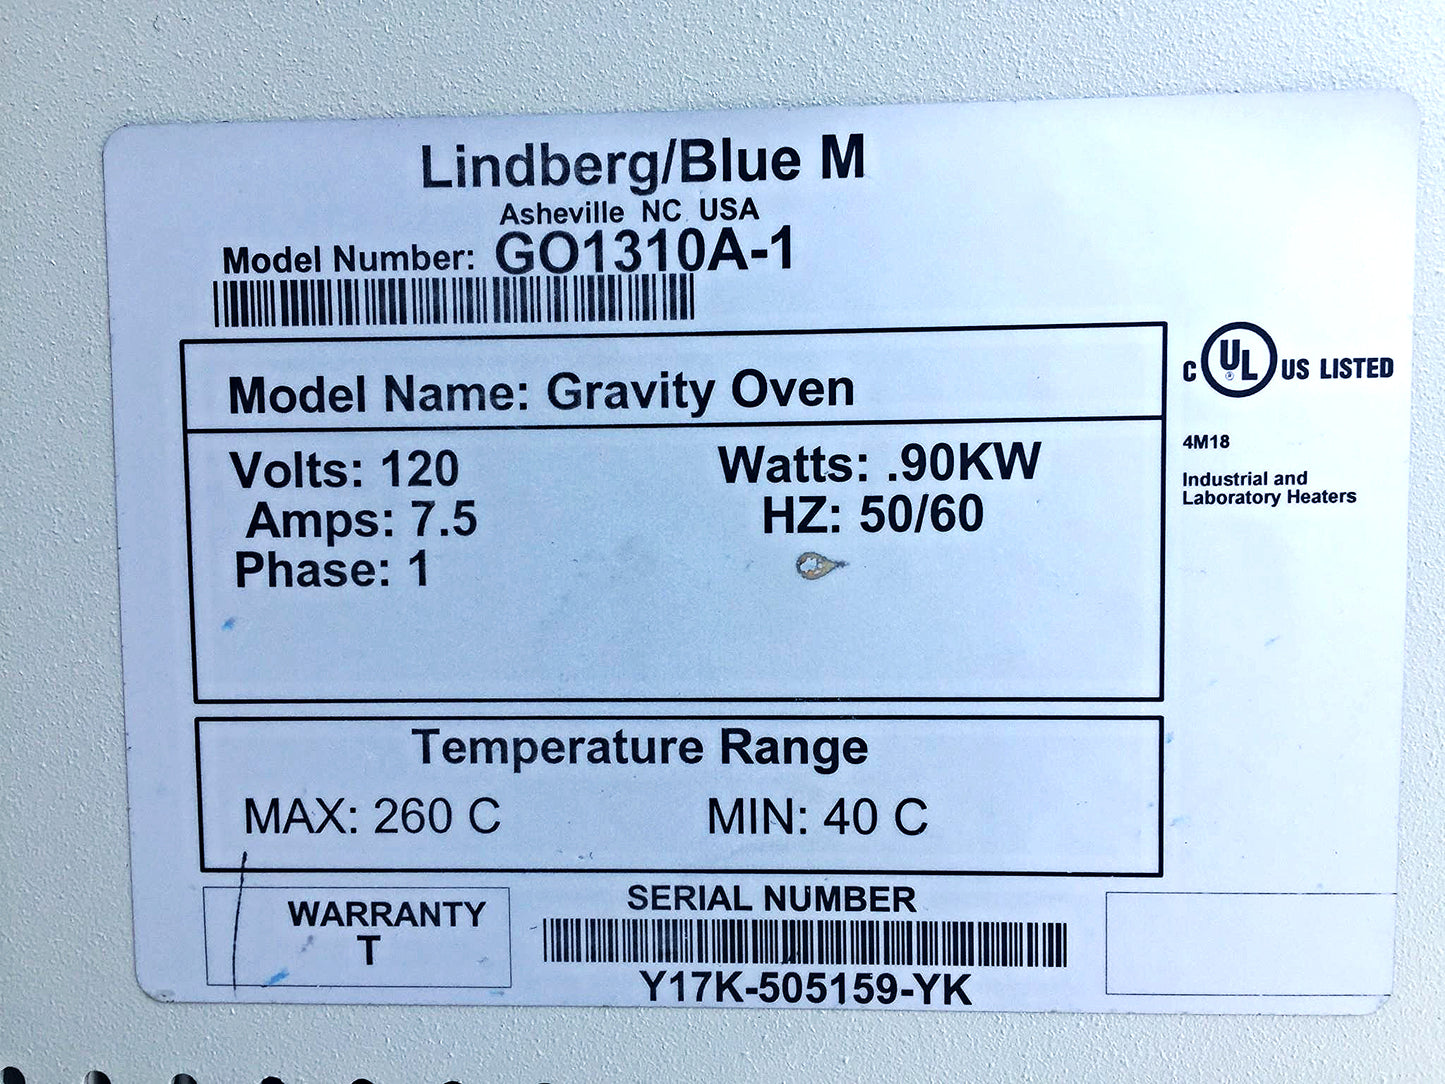 Lindberg/Blue M
Asheville NC USA
Model Number: GO1310A-1
Model Name: Gravity Oven
Volts: 120 Watts: .90KW
Amps: 7.5 HZ: 50/60
Phase: 1
C UL ® US LISTED
4M18
Industrial and
Laboratory Heaters
Temperature Range
MAX: 260 C MIN: 40 C
WARRANTY
T
SERIAL NUMBER
Y17K-505159-YK